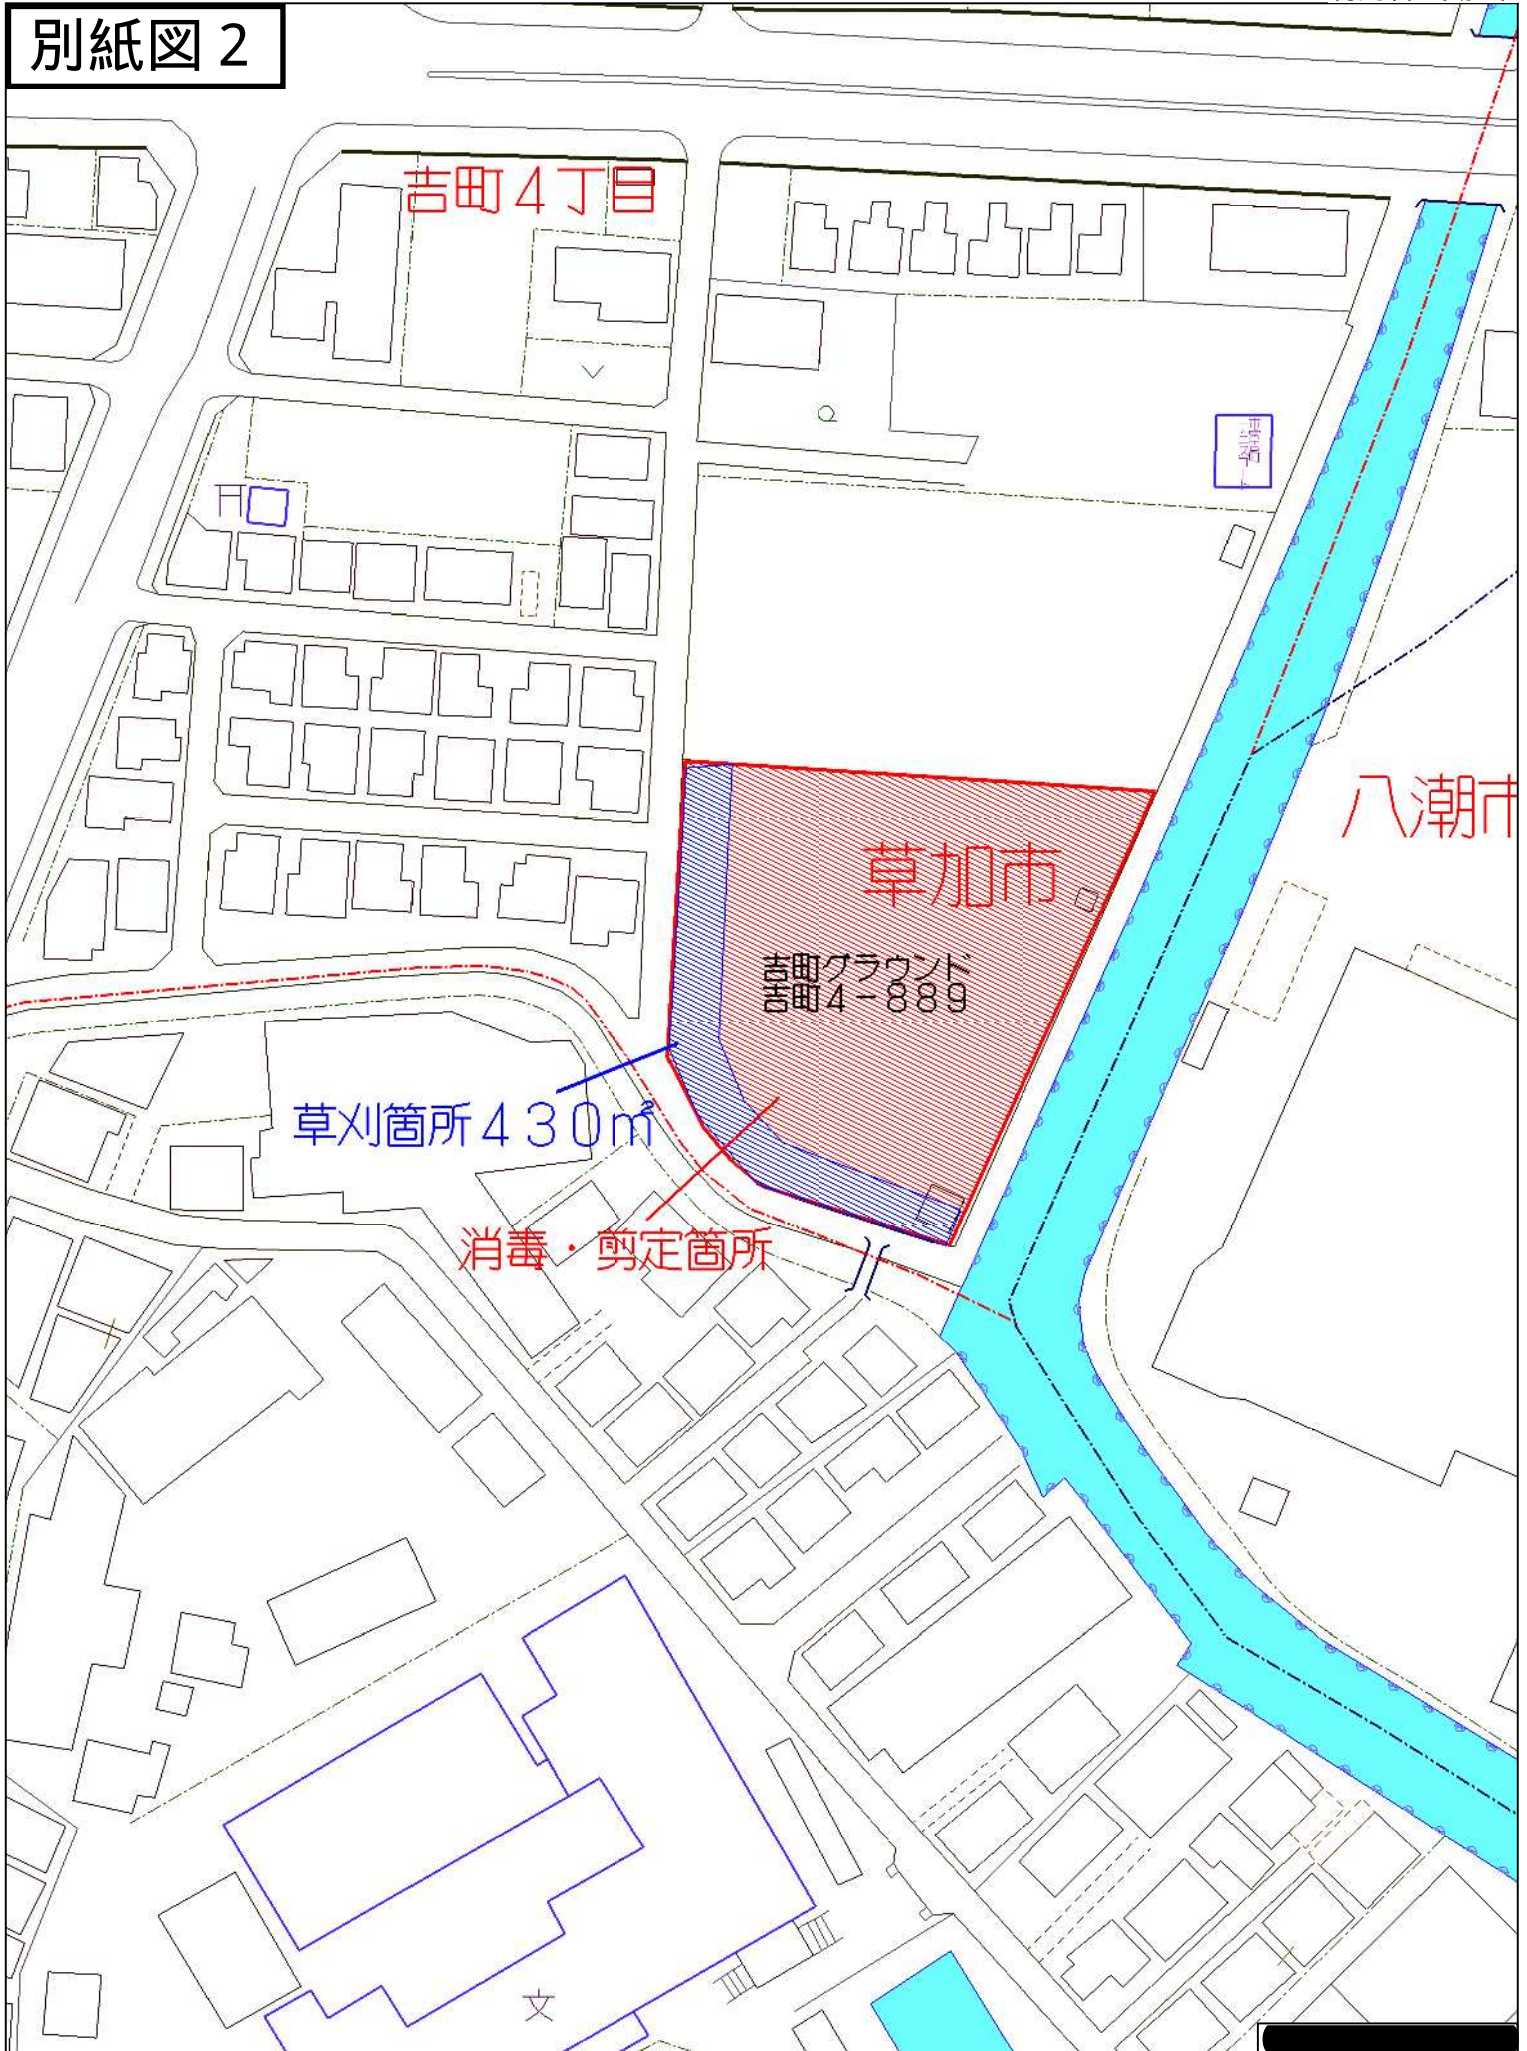 別紙図2
吉町4丁目
八潮市
草加市
吉町グラウンド
吉町4-889
草刈箇所430㎡
消毒・剪定箇所
文